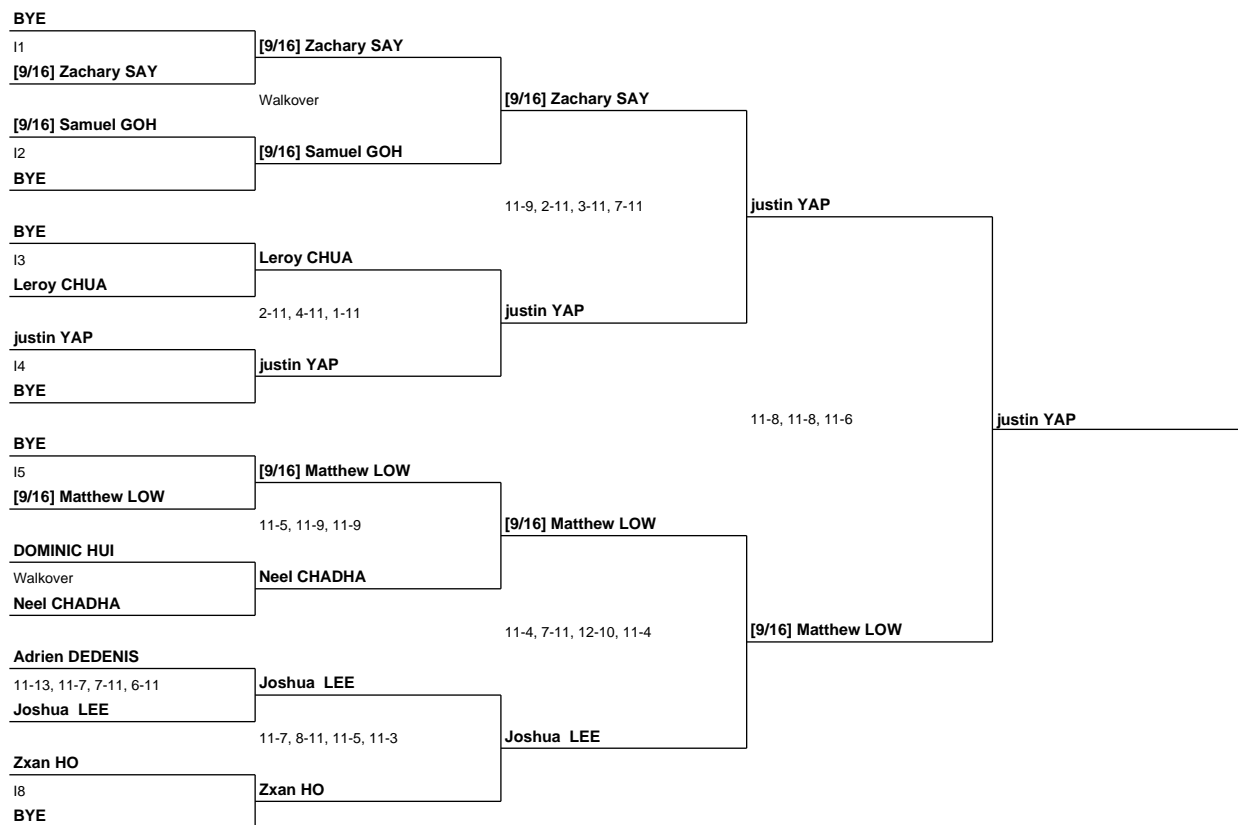 BYE
I1
[9/16] Zachary SAY
[9/16] Zachary SAY
Walkover
[9/16] Zachary SAY
[9/16] Samuel GOH
I2
[9/16] Samuel GOH
BYE
11-9, 2-11, 3-11, 7-11
justin YAP
BYE
I3
Leroy CHUA
Leroy CHUA
2-11, 4-11, 1-11
justin YAP
justin YAP
I4
justin YAP
BYE
11-8, 11-8, 11-6
justin YAP
BYE
I5
[9/16] Matthew LOW
[9/16] Matthew LOW
11-5, 11-9, 11-9
[9/16] Matthew LOW
DOMINIC HUI
Walkover
Neel CHADHA
Neel CHADHA
11-4, 7-11, 12-10, 11-4
[9/16] Matthew LOW
Adrien DEDENIS
11-13, 11-7, 7-11, 6-11
Joshua  LEE
Joshua  LEE
11-7, 8-11, 11-5, 11-3
Joshua  LEE
Zxan HO
I8
Zxan HO
BYE